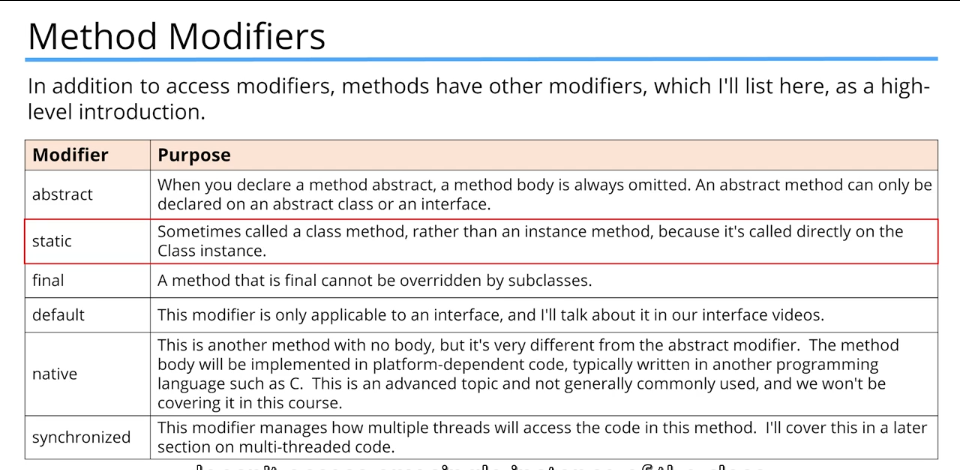 Method Modifiers
In addition to access modifiers, methods have other modifiers, which I'll list here, as a high-
level introduction.
Modifier Purpose
abstract
When you declare a method abstract, a method body is always omitted. An abstract method can only be
declared on an abstract class or an interface.
static
Sometimes called a class method, rather than an instance method, because it's called directly on the
Class instance.
final A method that is final cannot be overridden by subclasses.
default This modifier is only applicable to an interface, and I'll talk about it in our interface videos.
native
This is another method with no body, but it's very different from the abstract modifier. The method
body will be implemented in platform-dependent code, typically written in another programming
language such as C. This is an advanced topic and not generally commonly used, and we won't be
covering it in this course.
synchronized
This modifier manages how multiple threads will access the code in this method. I'll cover this in a later
section on multi-threaded code.